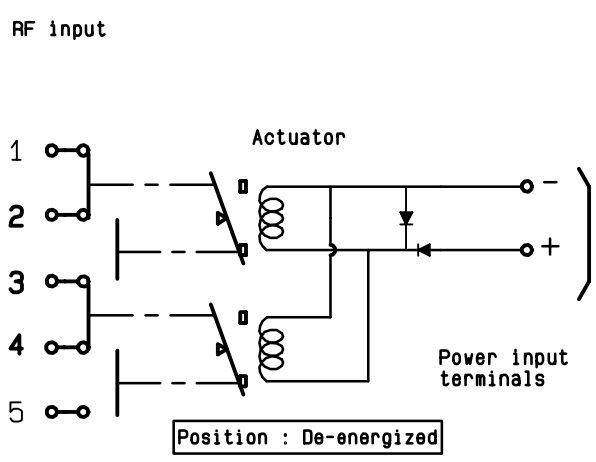 RF input
Actuator
1
2
3
4
5
−
+
Power input
terminals
Position : De-energized